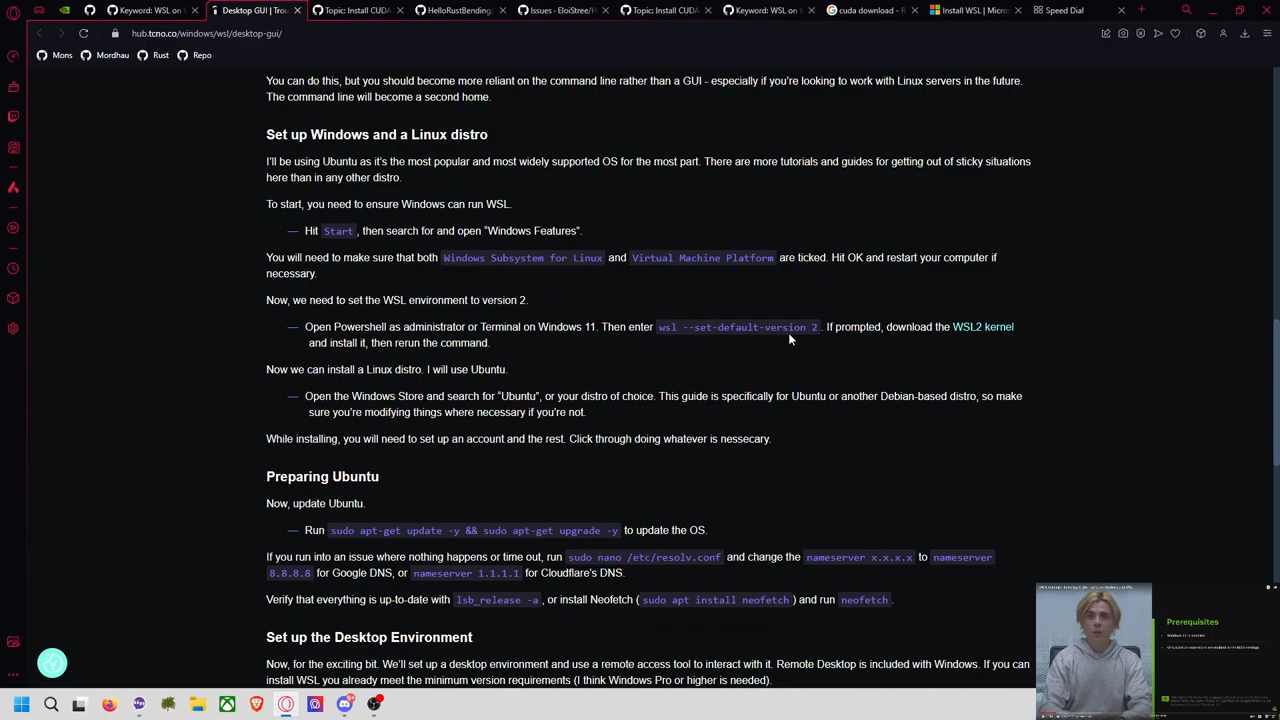 Keyword: WSL on W
Desktop GUI | Trou
Topic: Install CUDA
HelloRustBending/
Issues · EloiStree/H
Topic: Install CUDA
Keyword: WSL on W
cuda download - R
Install WSL | Micros
Speed Dial
hub.tcno.co/windows/wsl/desktop-gui/
Mons
Mordhau
Rust
Repo
You can do this, but you should become more reliant on the command line rather than a GUI - especially if you're looking to work with Linux servers in the future.
The command line will become a second home.
Set up Windows and a Linux distro
I'll be using Ubuntu as it's the most popular and most widely supported OS for the most part. There are more tutorials and guides for getting out of sticky situations
here than in any other distro.
To start, you need to ensure Windows can run WSL.
— Hit Start, then search for and open “Windows Features”.
You will need to make sure that both Windows Subsystem for Linux and Virtual Machine Platform are ticked. Hit OK and restart your computer if
necessary.
Now, we need to set the WSL environment to version 2.
— Open Powershell as administrator or Terminal on Windows 11. Then enter wsl --set-default-version 2. If prompted, download the WSL2 kernel
and install it, then rerun the command.
Now we can install a Linux distro. I will use Ubuntu.
— Open the Windows Store and search for “Ubuntu”, or your distro of choice. This guide is specifically for Ubuntu or another Debian-based distro, so make
sure you're modifying things where necessary if you're not.
While installing, you will need to set up an account and the rest. Click through doing whatever is nessecary.
Preparing Ubuntu
Now, update Ubuntu.
— Run sudo apt-get update -y && sudo apt-get upgrade -y to update the OS.
If you run into an issue where nothing happens or time out, run sudo nano /etc/resolv.conf and change the nameserver x.x.x.x to nameserver
8.8.8.8 for Google DNS, or nameserver 1.1.1.1 for Cloudflare's DNS.
Verify that evening is up to date with lsb_release -a, or install Neofetch (sudo apt install neofetch) and run neofetch.
Set up the Desktop Environment
Now, for the exciting bit. We'll set up a remote desktop environment using the xRDP protocol to make life easy. Remote Desktop is included with Windows. If you can
install WSL you already meet the minimum version requirements (I think Windows Pro or higher is needed).
Prerequisites